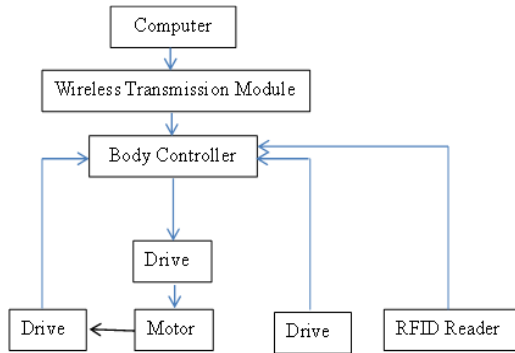 Computer
Wireless Transmission Module
Body Controller
Drive
Drive
Motor
Drive
RFID Reader